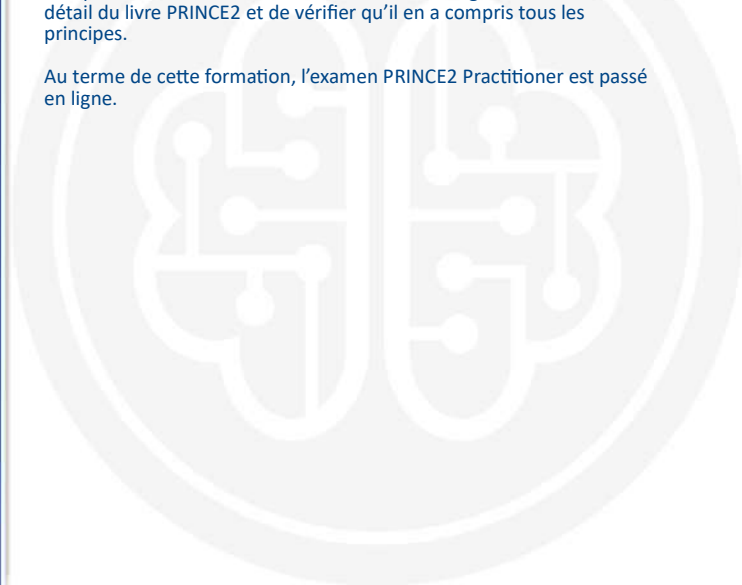 détail du livre PRINCE2 et de vérifier qu'il en a compris tous les
principes.
Au terme de cette formation, l'examen PRINCE2 Practitioner est passé
en ligne.